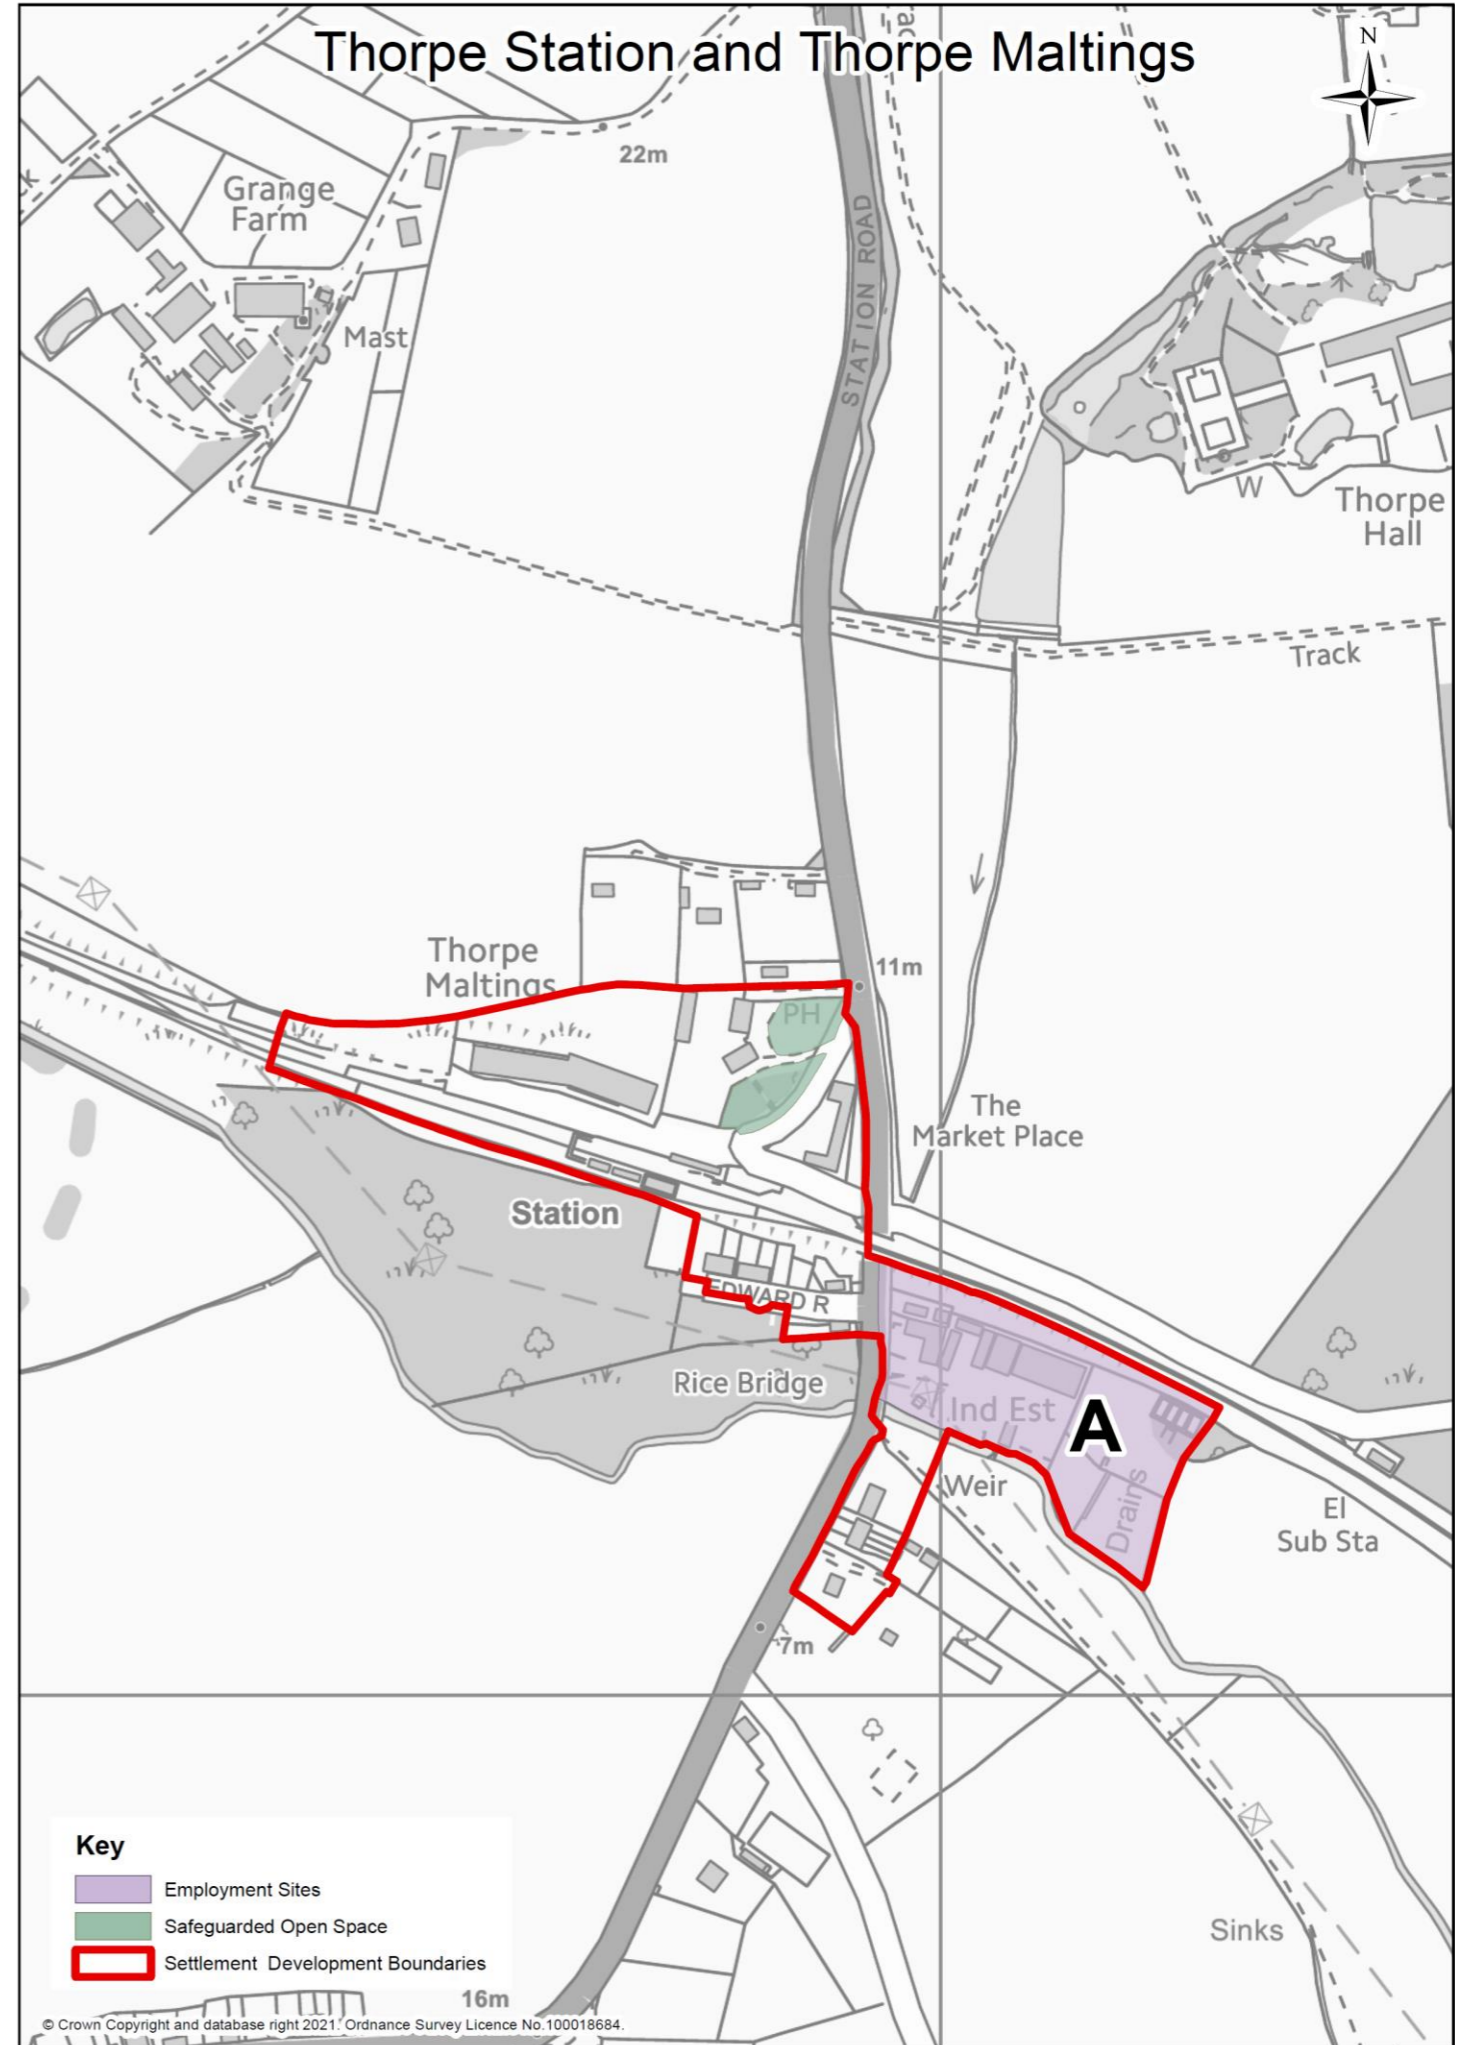 Thorpe Station and Thorpe Maltings
N
22m
Grange
Farm
Mast
STATION ROAD
W
Thorpe
Hall
Track
Thorpe
Maltings
11m
PH
The
Market Place
Station
EDWARD R
Rice Bridge
Ind Est
A
Weir
Drains
El
Sub Sta
7m
Sinks
Key
Employment Sites
Safeguarded Open Space
Settlement Development Boundaries
16m
© Crown Copyright and database right 2021. Ordnance Survey Licence No.100018684.